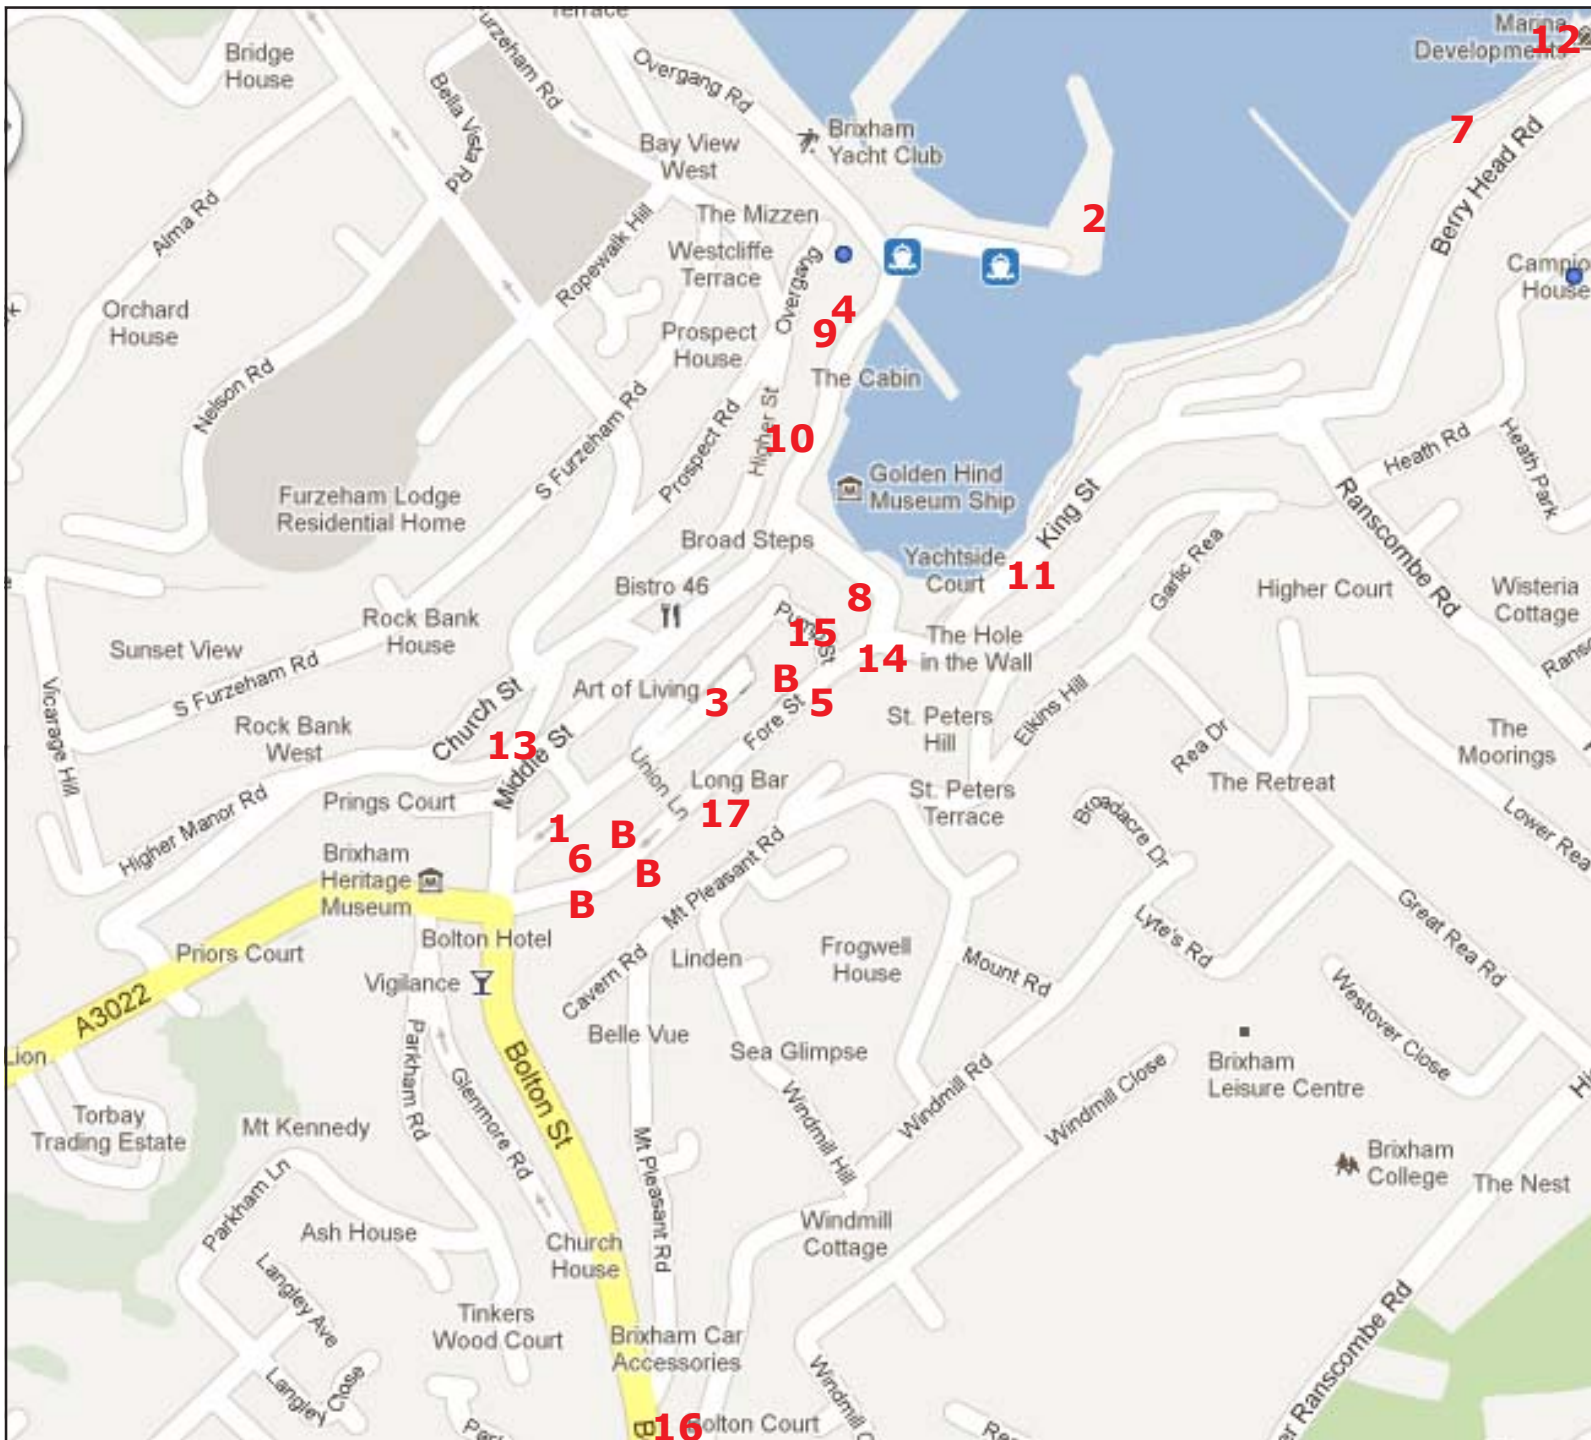 Terrace
Marina
Developments
12
Bridge
House
Furzeham Rd
Overgang Rd
Bella Vista Rd
7
Brixham
Yacht Club
Bay View
West
Berry Head Rd
Alma Rd
The Mizzen
2
Ropewalk Hill
Westcliffe
Terrace
Overgang
Campio
House
Orchard
House
4
9
Prospect
House
The Cabin
Nelson Rd
S Furzeham Rd
Prospect Rd
Higher St
10
Heath Rd
Heath Park
Golden Hind
Museum Ship
Furzeham Lodge
Residential Home
King St
Ranscombe Rd
Broad Steps
Yachtside
Court
11
Garlic Rea
Bistro 46
8
Higher Court
Wisteria
Cottage
Rock Bank
House
Pump St
15
The Hole
in the Wall
14
Sunset View
S Furzeham Rd
B
Art of Living
3
5
Fore St
St. Peters
Hill
Elkins Hill
Vicarage Hill
Church St
Rock Bank
West
13
Middle St
Rea Dr
The
Moorings
Union Ln
Long Bar
The Retreat
Prings Court
St. Peters
Terrace
17
Broadacre Dr
Lower Rea
Higher Manor Rd
1
B
6
Brixham
Heritage
Museum
B
Mt Pleasant Rd
B
Great Rea Rd
Bolton Hotel
Lyte's Rd
Priors Court
Linden
Frogwell
House
Mount Rd
Vigilance
Cavern Rd
Westover Close
A3022
Belle Vue
Lion
Sea Glimpse
Brixham
Leisure Centre
Bolton St
Parkham Rd
Glenmore Rd
Windmill Rd
Windmill Close
Windmill Hill
Torbay
Trading Estate
Mt Kennedy
Mt Pleasant Rd
Brixham
College
The Nest
Parkham Ln
Ash House
Church
House
Windmill
Cottage
Langley Ave
Tinkers
Wood Court
Brixham Car
Accessories
er Ranscombe Rd
Langley Close
16
olton Court